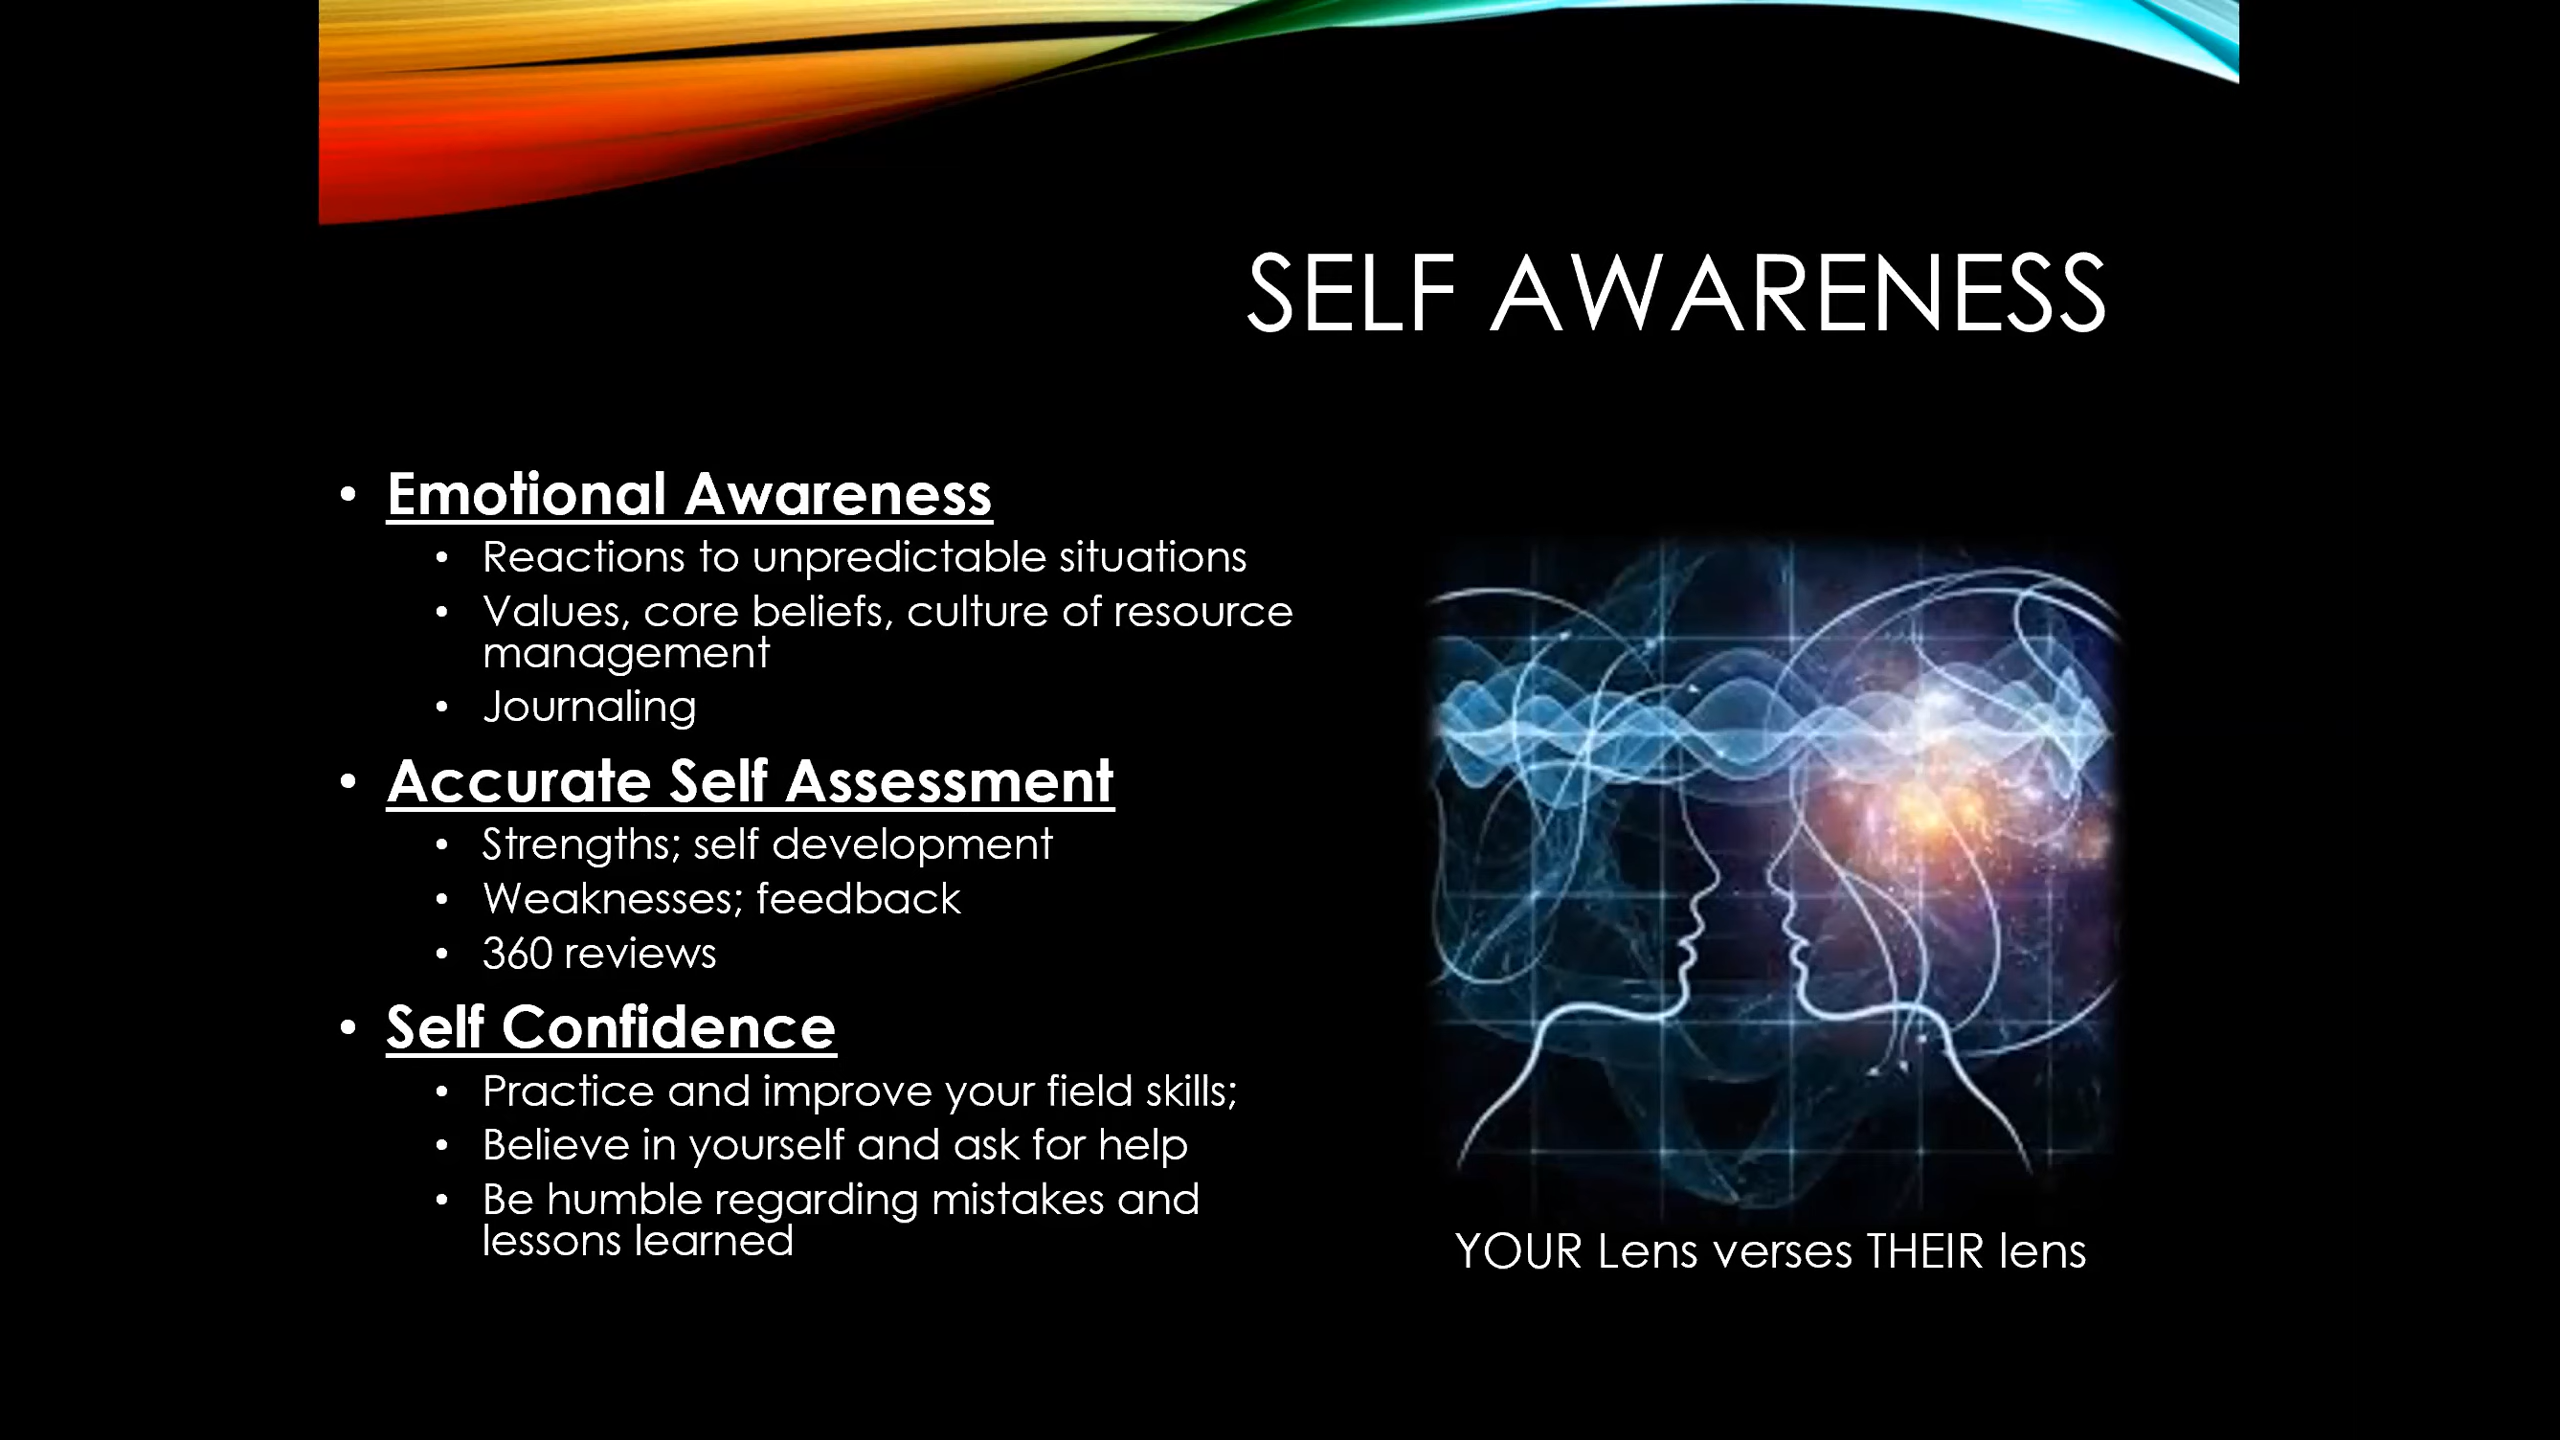 SELF AWARENESS
• Emotional Awareness
• Reactions to unpredictable situations
• Values, core beliefs, culture of resource
management
• Journaling
• Accurate Self Assessment
• Strengths; self development
• Weaknesses; feedback
• 360 reviews
• Self Confidence
• Practice and improve your field skills;
• Believe in yourself and ask for help
• Be humble regarding mistakes and
lessons learned
YOUR Lens verses THEIR lens